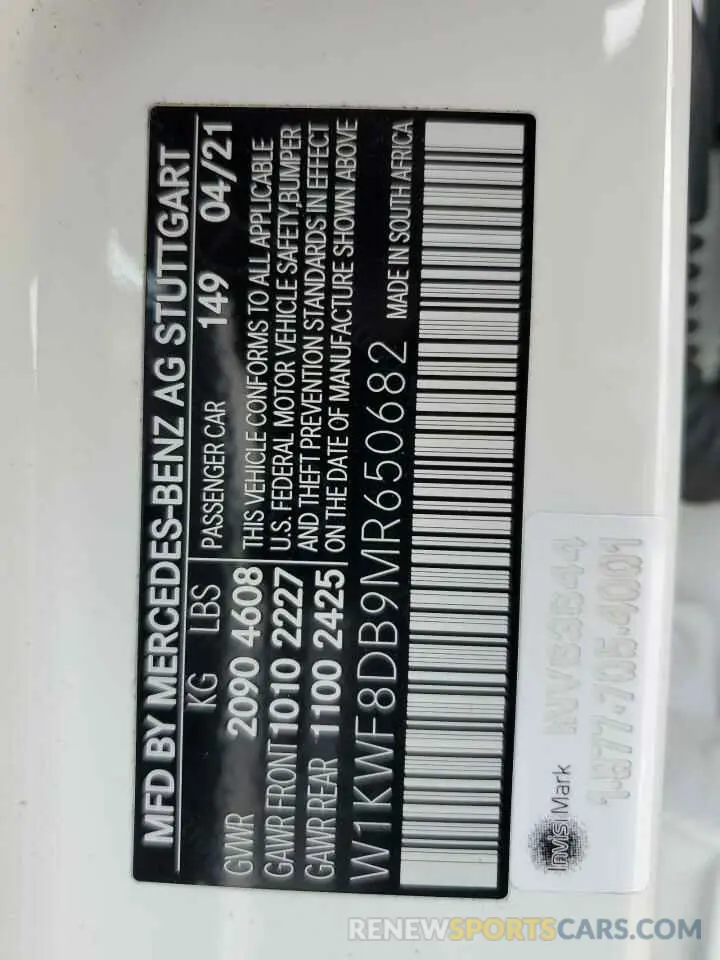 MFD BY MERCEDES-BENZ AG STUTTGART
KG LBS PASSENGER CAR 149 04/21
GVWR 2090 4608
GAWR FRONT 1010 2227
GAWR REAR 1100 2425
THIS VEHICLE CONFORMS TO ALL APPLICABLE
U.S. FEDERAL MOTOR VEHICLE SAFETY,BUMPER
AND THEFT PREVENTION STANDARDS IN EFFECT
ON THE DATE OF MANUFACTURE SHOWN ABOVE
W1KWF8DB9MR650682 MADE IN SOUTH AFRICA
Invisi Mark
1-877-705-4001
RENEWSPORTSCARS.COM